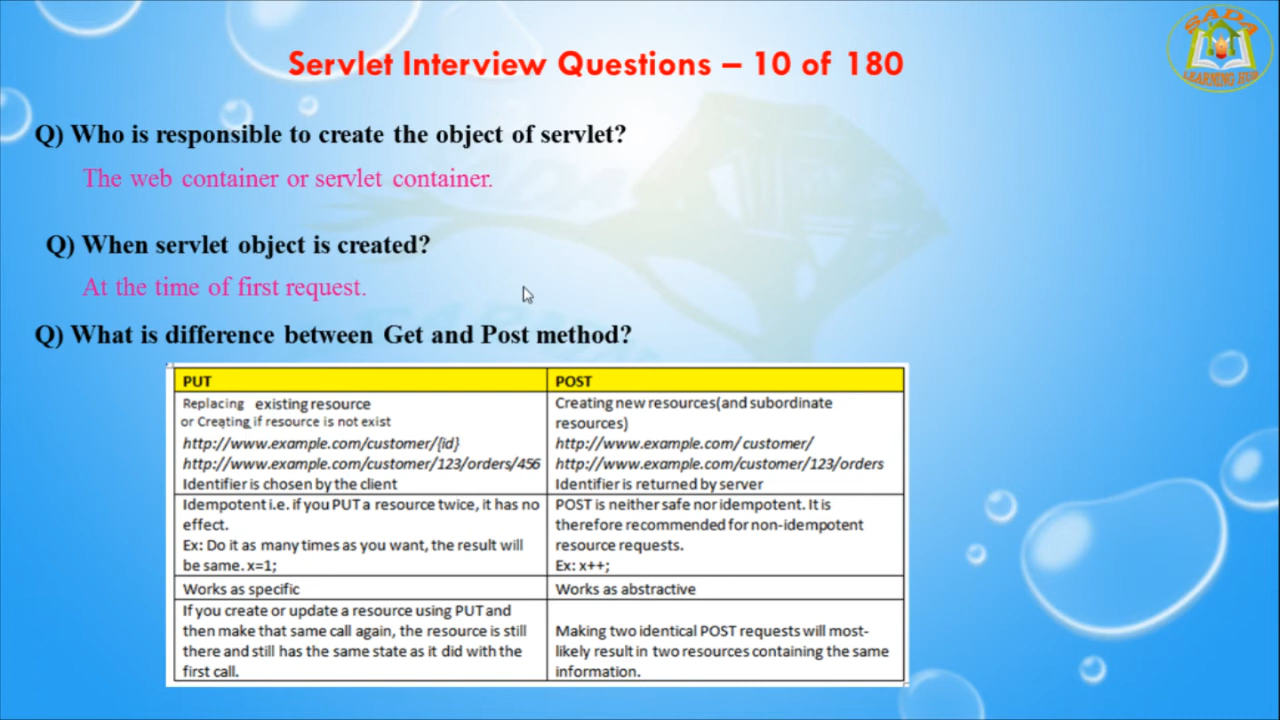 Servlet Interview Questions – 10 of 180
SADA
LEARNING HUB
Q) Who is responsible to create the object of servlet?
The web container or servlet container.
Q) When servlet object is created?
At the time of first request.
Q) What is difference between Get and Post method?
PUT
POST
Replacing existing resource
or Creating if resource is not exist
http://www.example.com/customer/{id}
http://www.example.com/customer/123/orders/456
Identifier is chosen by the client
Creating new resources(and subordinate
resources)
http://www.example.com/ customer/
http://www.example.com/customer/123/orders
Identifier is returned by server
Idempotent i.e. if you PUT a resource twice, it has no
effect.
Ex: Do it as many times as you want, the result will
be same. x=1;
POST is neither safe nor idempotent. It is
therefore recommended for non-idempotent
resource requests.
Ex: x++;
Works as specific
Works as abstractive
If you create or update a resource using PUT and
then make that same call again, the resource is still
there and still has the same state as it did with the
first call.
Making two identical POST requests will most-
likely result in two resources containing the same
information.